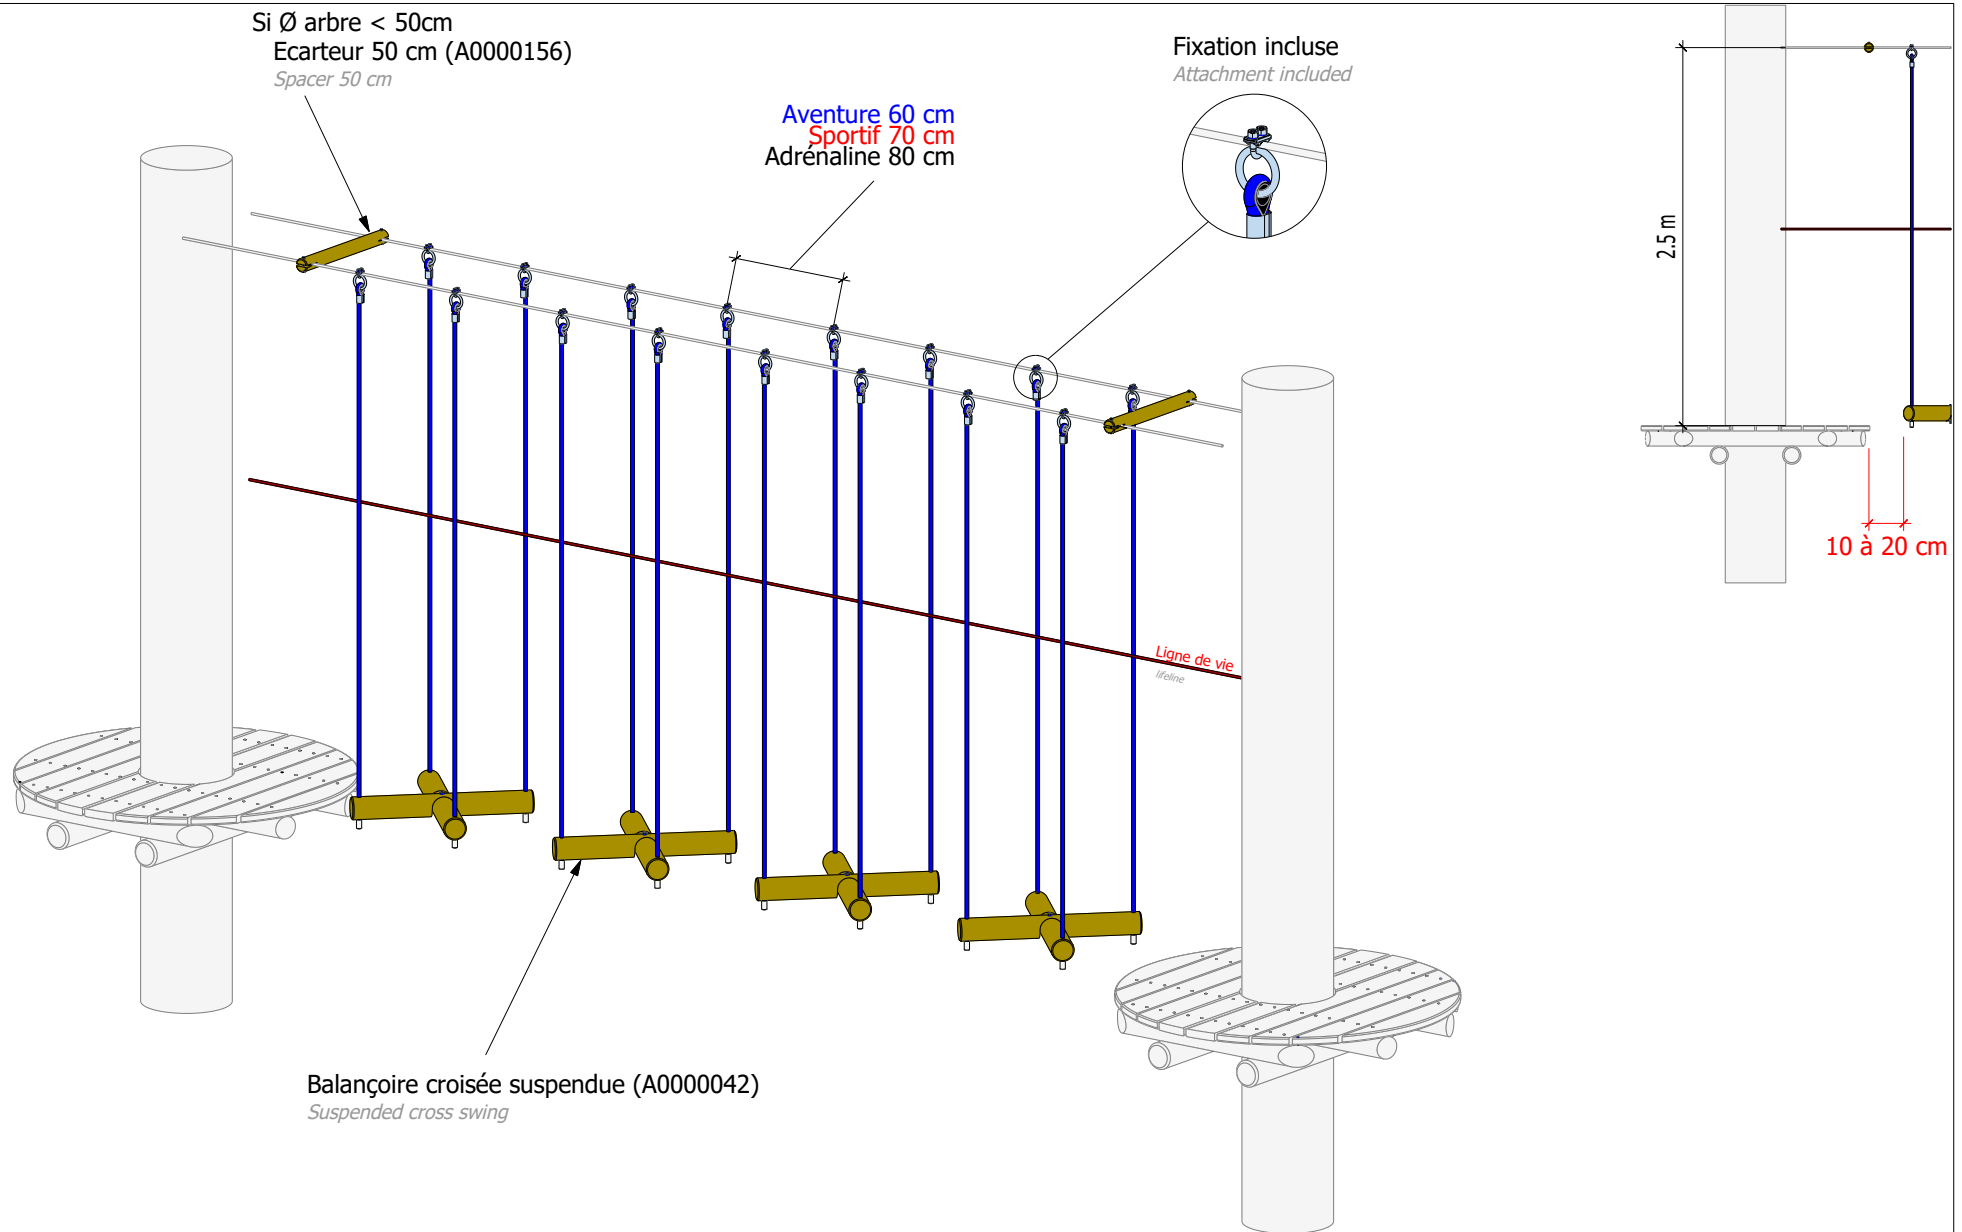 Si Ø arbre < 50cm
Ecarteur 50 cm (A0000156)
Spacer 50 cm
Aventure 60 cm
Sportif 70 cm
Adrénaline 80 cm
Fixation incluse
Attachment included
2.5 m
10 à 20 cm
Ligne de vie
lifeline
Balançoire croisée suspendue (A0000042)
Suspended cross swing